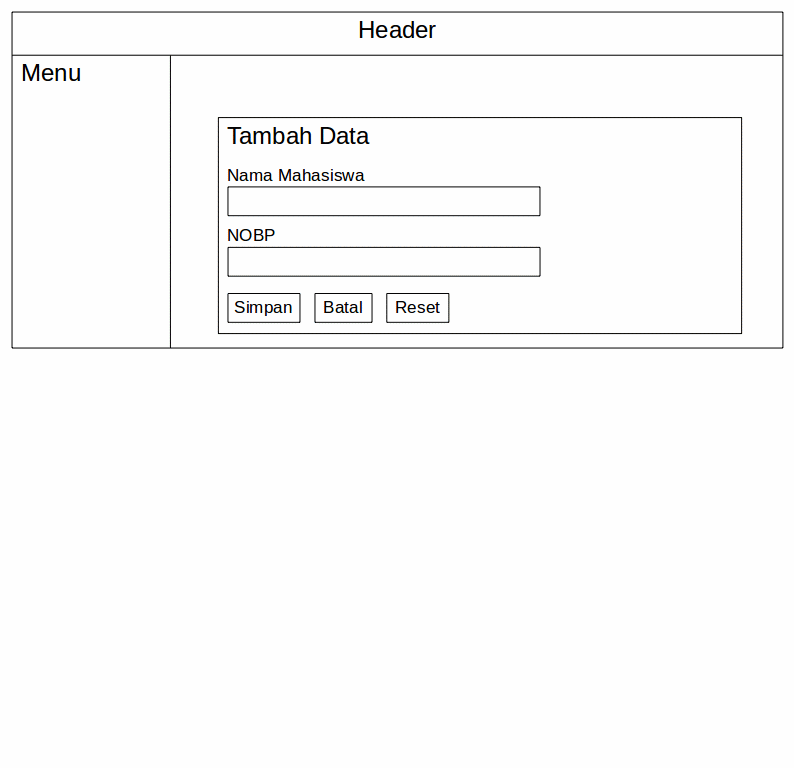 Header
Menu
Tambah Data
Nama Mahasiswa
NOBP
Simpan Batal Reset